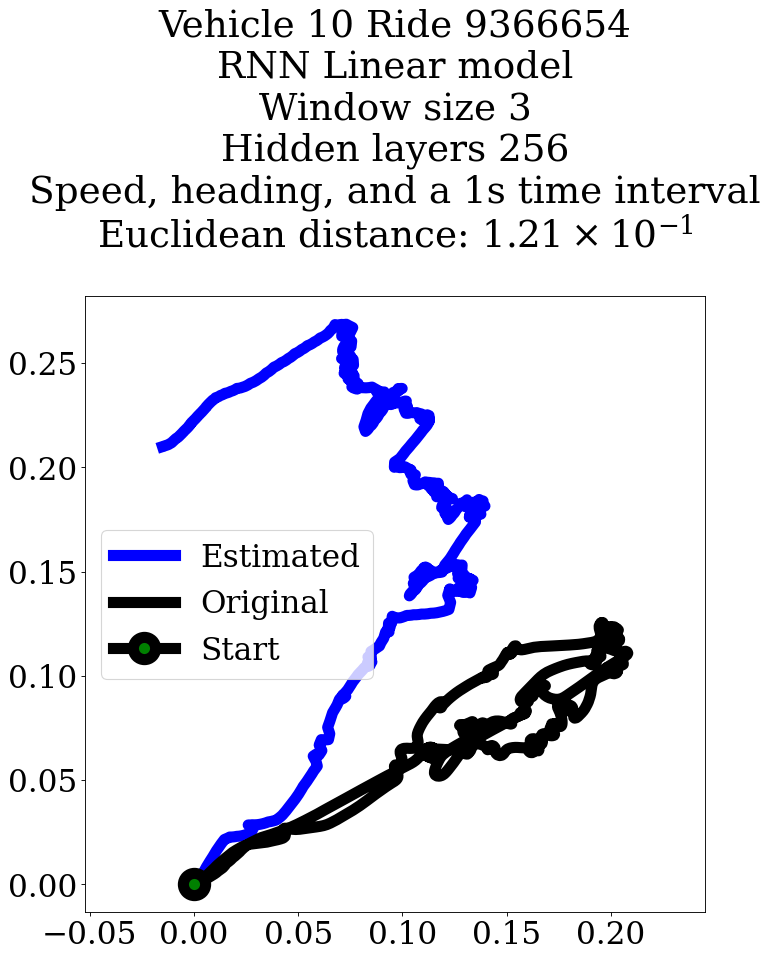 Vehicle 10 Ride 9366654
RNN Linear model
Window size 3
Hidden layers 256
Speed, heading, and a 1s time interval
Euclidean distance: 1.21 × 10⁻¹
0.25
0.20
0.15
0.10
0.05
0.00
Estimated
Original
Start
−0.05 0.00 0.05 0.10 0.15 0.20